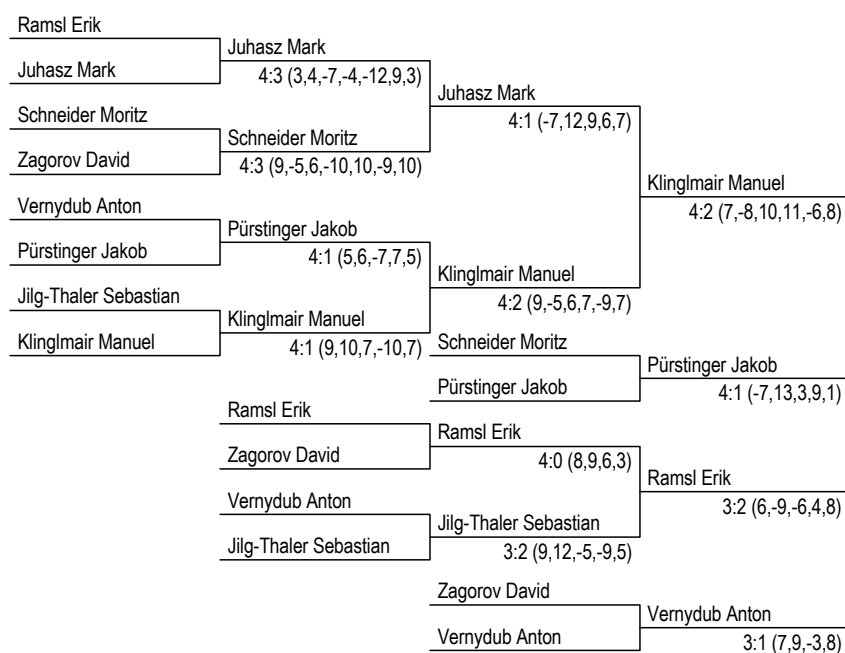 Ramsl Erik
Juhasz Mark
Juhasz Mark
4:3 (3,4,-7,-4,-12,9,3)
Schneider Moritz
Zagorov David
Schneider Moritz
4:3 (9,-5,6,-10,10,-9,10)
Juhasz Mark
4:1 (-7,12,9,6,7)
Vernydub Anton
Pürstinger Jakob
Pürstinger Jakob
4:1 (5,6,-7,7,5)
Jilg-Thaler Sebastian
Klinglmair Manuel
Klinglmair Manuel
4:1 (9,10,7,-10,7)
Klinglmair Manuel
4:2 (9,-5,6,7,-9,7)
Klinglmair Manuel
4:2 (7,-8,10,11,-6,8)
Schneider Moritz
Pürstinger Jakob
Pürstinger Jakob
4:1 (-7,13,3,9,1)
Ramsl Erik
Zagorov David
Ramsl Erik
4:0 (8,9,6,3)
Vernydub Anton
Jilg-Thaler Sebastian
Jilg-Thaler Sebastian
3:2 (9,12,-5,-9,5)
Ramsl Erik
3:2 (6,-9,-6,4,8)
Zagorov David
Vernydub Anton
Vernydub Anton
3:1 (7,9,-3,8)